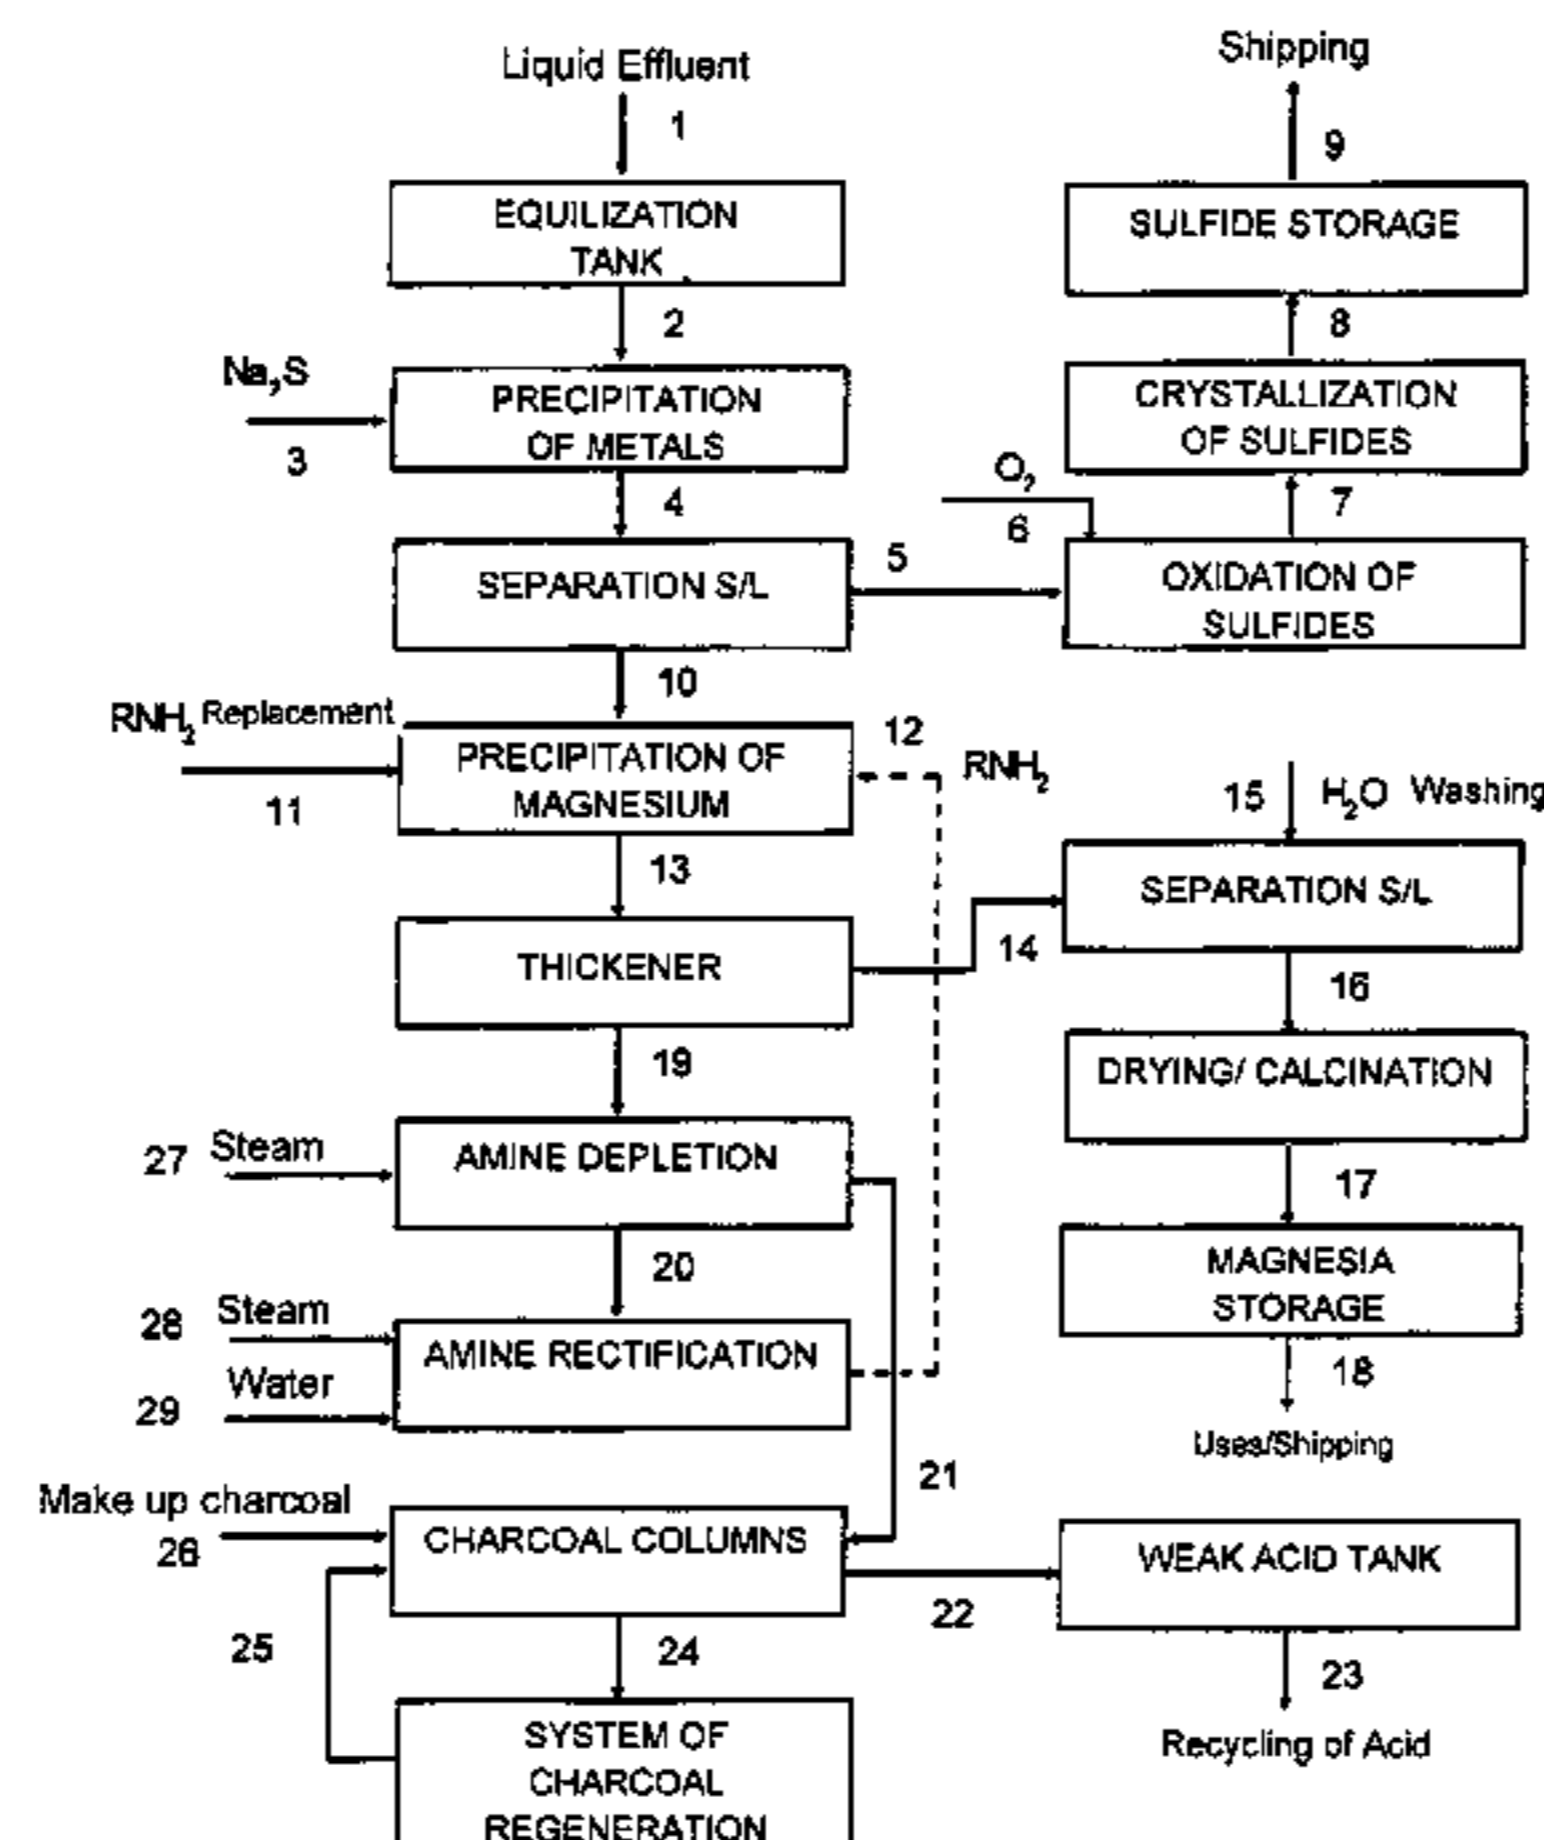 Liquid Effluent
1
EQUILIZATION
TANK
2
Na₂S
3
PRECIPITATION
OF METALS
4
SEPARATION S/L
5
O₂
6
OXIDATION OF
SULFIDES
7
CRYSTALLIZATION
OF SULFIDES
8
SULFIDE STORAGE
9
Shipping
10
RNH₂ Replacement
11
PRECIPITATION OF
MAGNESIUM
12
RNH₂
13
THICKENER
14
15
H₂O Washing
SEPARATION S/L
16
DRYING/ CALCINATION
17
MAGNESIA
STORAGE
18
Uses/Shipping
19
27 Steam
AMINE DEPLETION
20
28 Steam
29 Water
AMINE RECTIFICATION
21
Make up charcoal
26
CHARCOAL COLUMNS
22
WEAK ACID TANK
23
Recycling of Acid
24
25
SYSTEM OF
CHARCOAL
REGENERATION